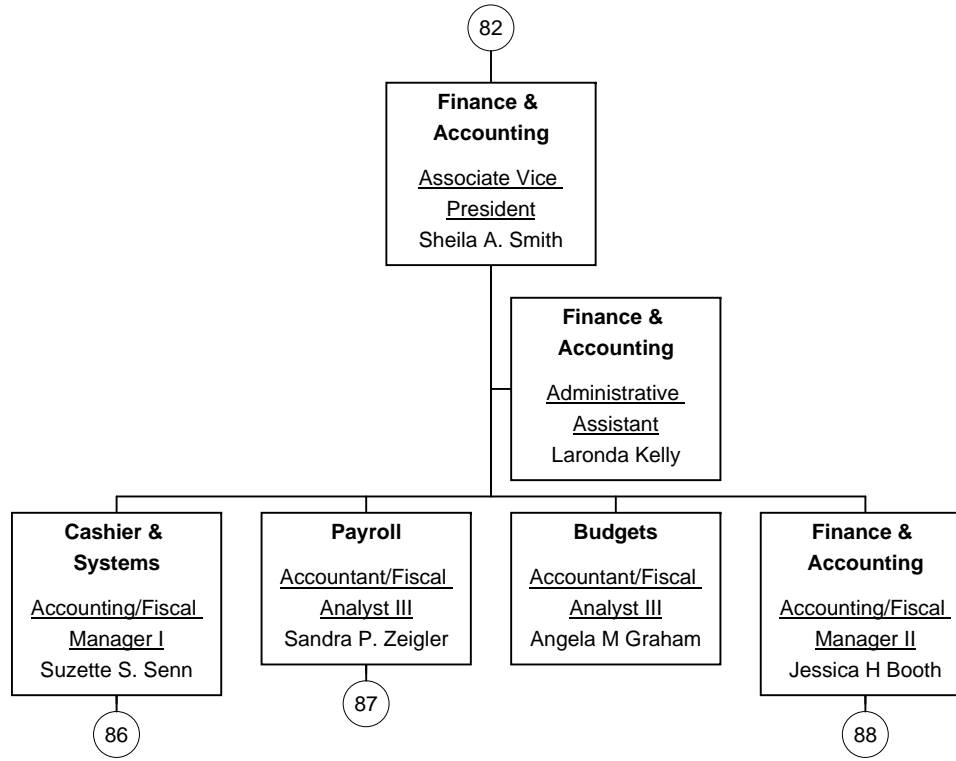 82
Finance &
Accounting
Associate Vice
President
Sheila A. Smith
Finance &
Accounting
Administrative
Assistant
Laronda Kelly
Cashier &
Systems
Accounting/Fiscal
Manager I
Suzette S. Senn
86
Payroll
Accountant/Fiscal
Analyst III
Sandra P. Zeigler
87
Budgets
Accountant/Fiscal
Analyst III
Angela M Graham
Finance &
Accounting
Accounting/Fiscal
Manager II
Jessica H Booth
88